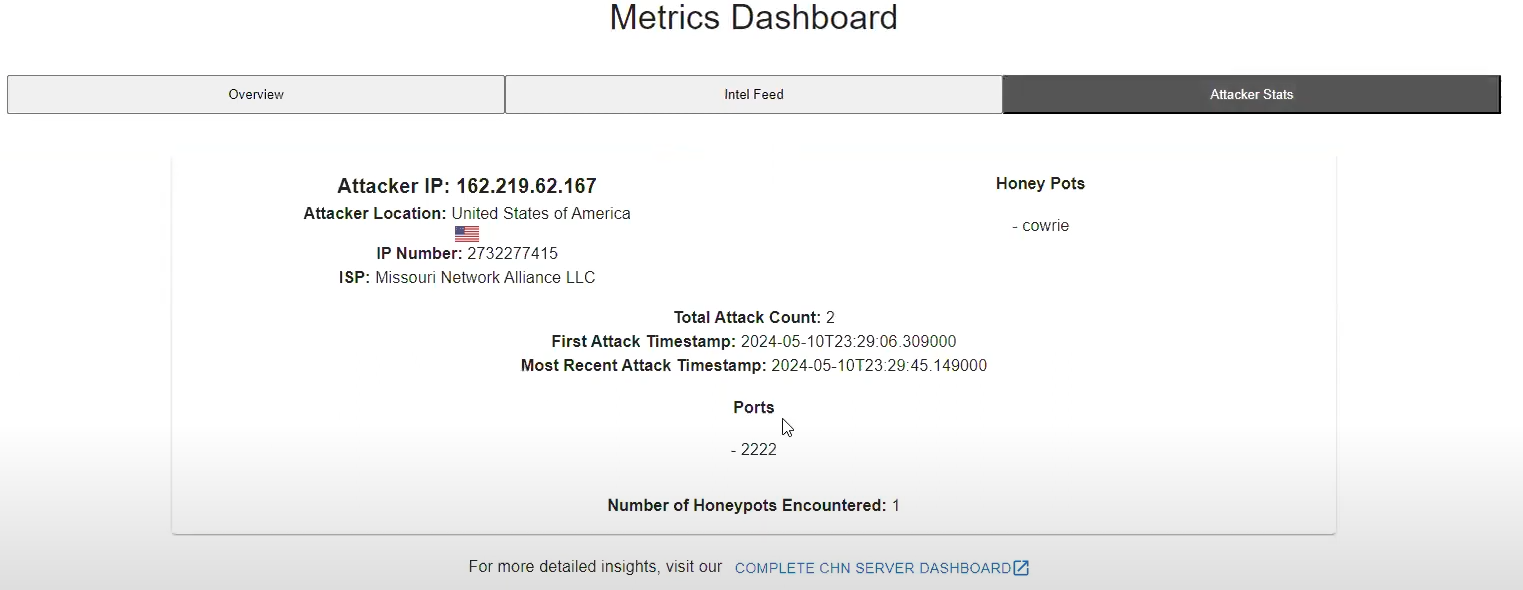 Metrics Dashboard
Overview
Intel Feed
Attacker Stats
Attacker IP: 162.219.62.167
Attacker Location: United States of America
IP Number: 2732277415
ISP: Missouri Network Alliance LLC
Honey Pots
- cowrie
Total Attack Count: 2
First Attack Timestamp: 2024-05-10T23:29:06.309000
Most Recent Attack Timestamp: 2024-05-10T23:29:45.149000
Ports
- 2222
Number of Honeypots Encountered: 1
For more detailed insights, visit our COMPLETE CHN SERVER DASHBOARD